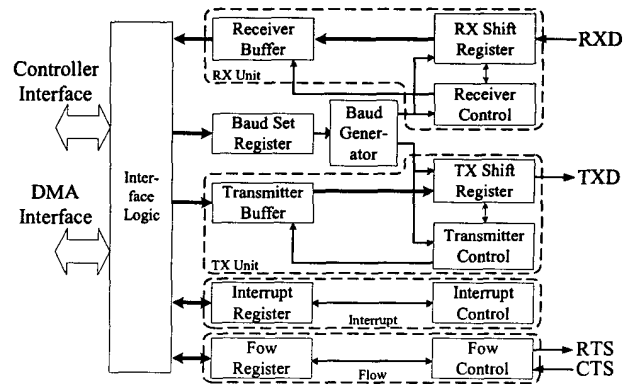 Controller
Interface
DMA
Interface
Inter-
face
Logic
Receiver
Buffer
RX Unit
RX Shift
Register
RXD
Receiver
Control
Baud Set
Register
Baud
Gener-
ator
TX Shift
Register
TXD
Transmitter
Buffer
Transmitter
Control
TX Unit
Interrupt
Register
Interrupt
Interrupt
Control
Fow
Register
Flow
Fow
Control
RTS
CTS